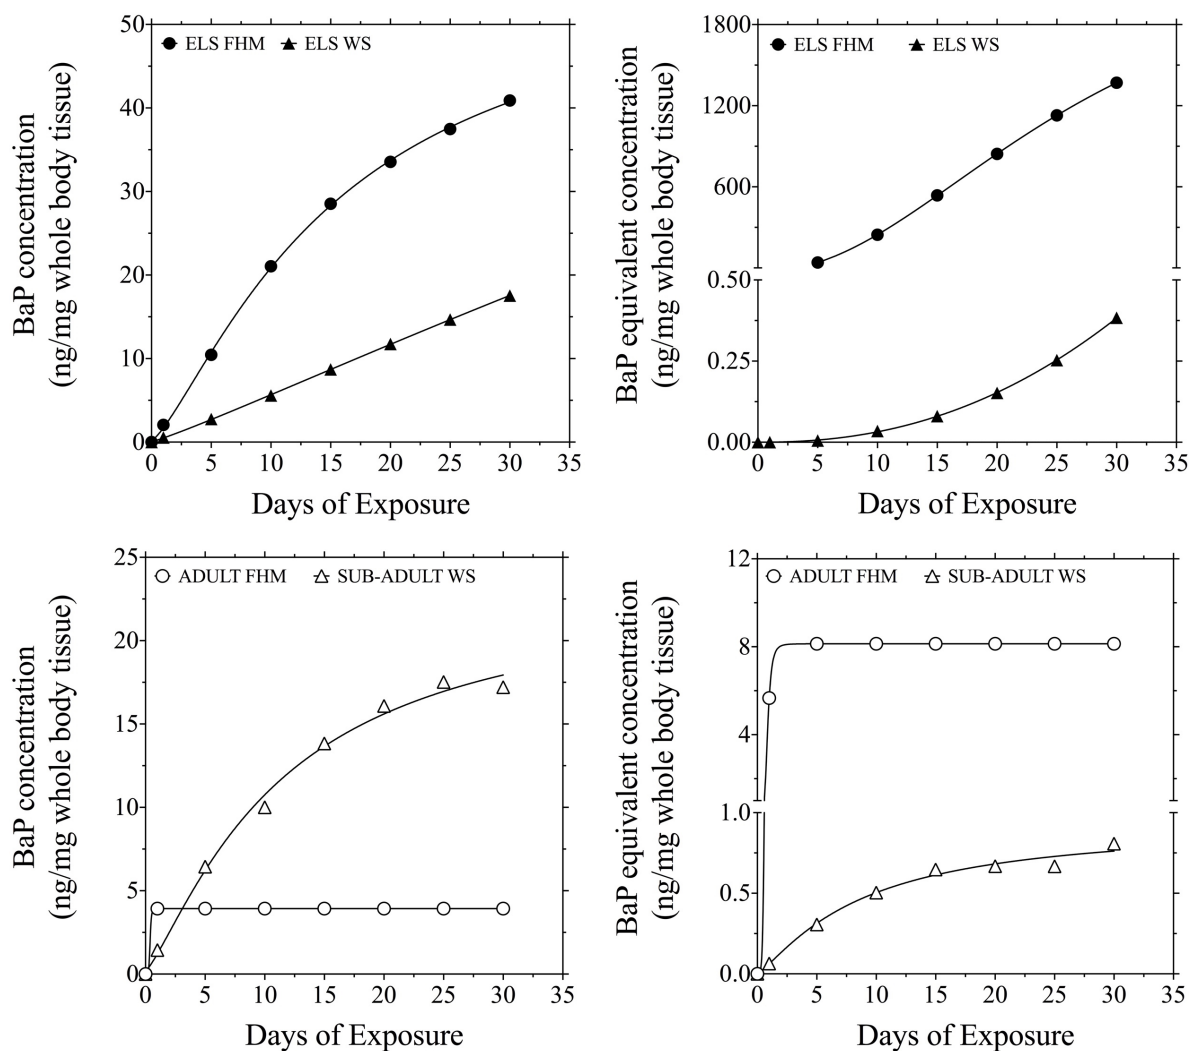 BaP concentration
(ng/mg whole body tissue)
50
40
30
20
10
0
ELS FHM ELS WS
0 5 10 15 20 25 30 35
Days of Exposure
BaP equivalent concentration
(ng/mg whole body tissue)
1800
1200
600
0.50
0.25
0.00
ELS FHM ELS WS
0 5 10 15 20 25 30 35
Days of Exposure
BaP concentration
(ng/mg whole body tissue)
25
20
15
10
5
0
ADULT FHM SUB-ADULT WS
0 5 10 15 20 25 30 35
Days of Exposure
BaP equivalent concentration
(ng/mg whole body tissue)
12
8
4
1.0
0.5
0.0
ADULT FHM SUB-ADULT WS
0 5 10 15 20 25 30 35
Days of Exposure